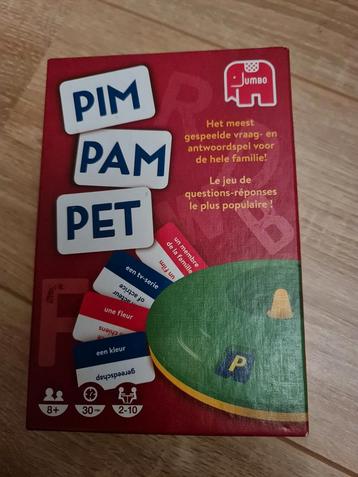 PIM
PAM
PET
JUMBO
Het meest
gespeelde vraag- en
antwoordspel voor
de hele familie!
Le jeu de
questions-réponses
le plus populaire !
un membre
de la famille
un film
een tv-serie
of actrice
une fleur
een kleur
gereedschap
P
8+
30 min
2-10